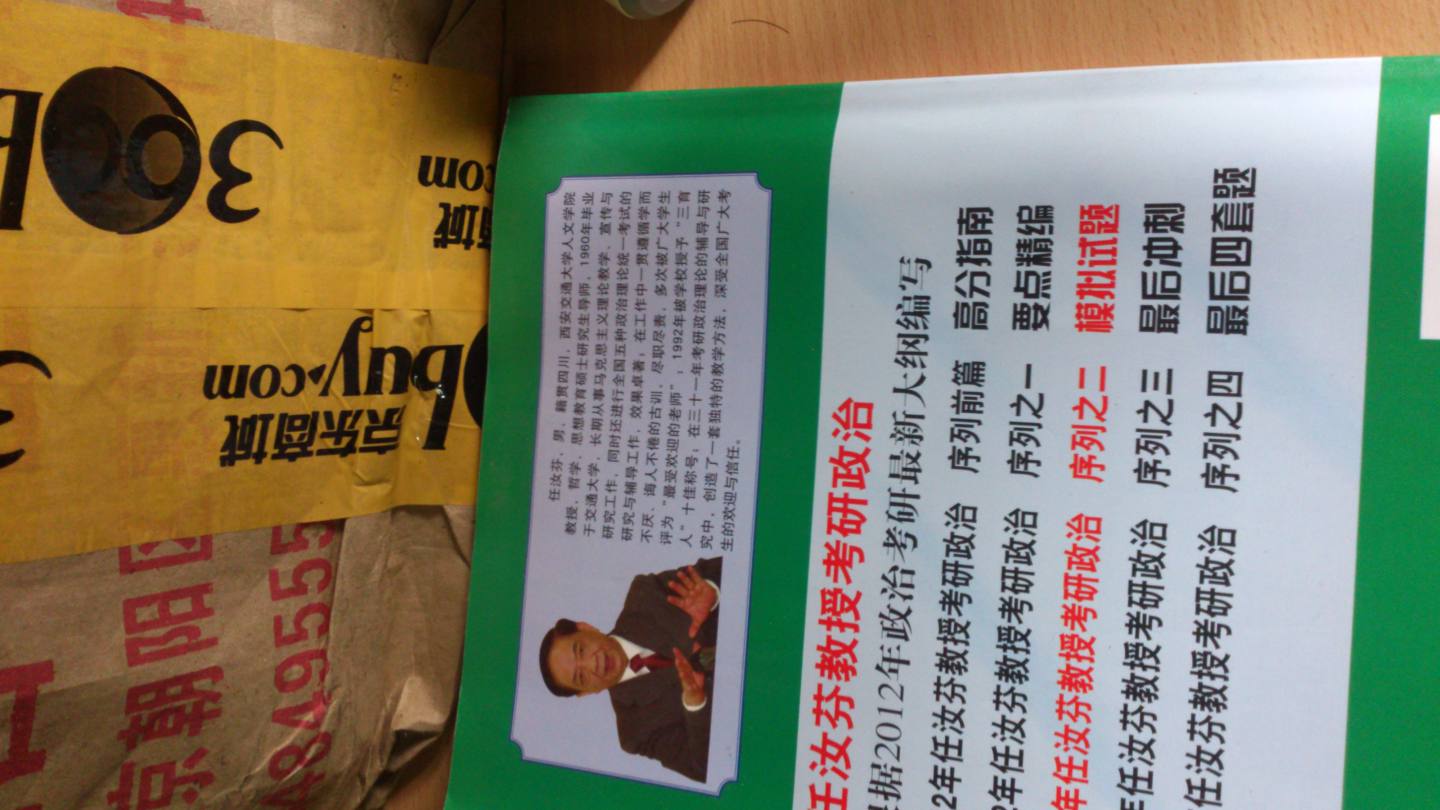 任汝芬，男，籍贯四川，西安交通大学人文学院
教授、哲学、思想教育硕士研究生导师，1960年毕业
于交通大学，长期从事马克思主义理论教学、宣传与
研究工作，同时还进行全国五种政治理论统一考试的
研究与辅导工作，效果卓著；在工作中一贯遵循学而
不厌、诲人不倦的古训，尽职尽责，多次被广大学生
评为“最受欢迎的老师”；1992年被学校授予“三育
人”十佳称号；在三十一年考研政治理论的辅导与研
究中，创造了一套独特的教学方法，深受全国广大考
生的欢迎与信任。
任汝芬教授考研政治
据2012年政治考研最新大纲编写
2年任汝芬教授考研政治 序列前篇 高分指南
2年任汝芬教授考研政治 序列之一 要点精编
年任汝芬教授考研政治 序列之二 模拟试题
年任汝芬教授考研政治 序列之三 最后冲刺
任汝芬教授考研政治 序列之四 最后四套题
360b
商城
.com
buy.com
京东商城
京朝阳区
4849555